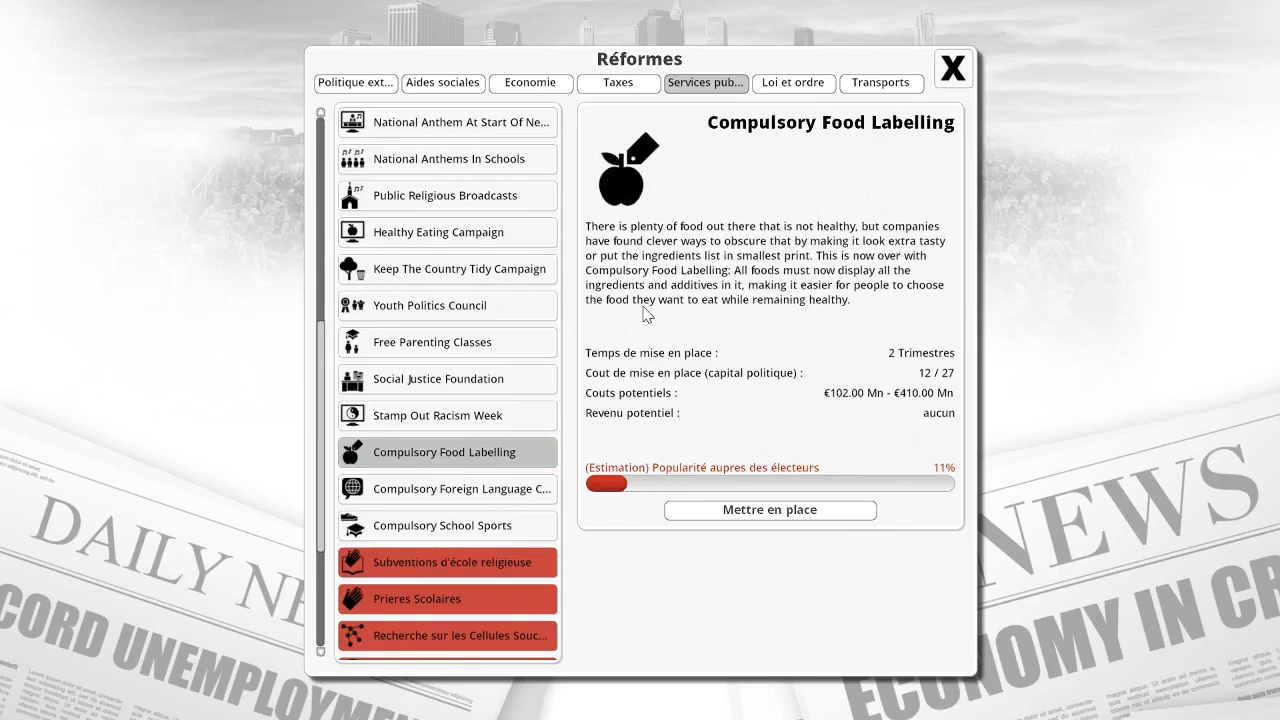 Réformes
X
Politique ext...
Aides sociales
Economie
Taxes
Services pub...
Loi et ordre
Transports
National Anthem At Start Of Ne...
National Anthems In Schools
Public Religious Broadcasts
Healthy Eating Campaign
Keep The Country Tidy Campaign
Youth Politics Council
Free Parenting Classes
Social Justice Foundation
Stamp Out Racism Week
Compulsory Food Labelling
Compulsory Foreign Language C...
Compulsory School Sports
Subventions d'école religieuse
Prieres Scolaires
Recherche sur les Cellules Souc...
Compulsory Food Labelling
There is plenty of food out there that is not healthy, but companies
have found clever ways to obscure that by making it look extra tasty
or put the ingredients list in smallest print. This is now over with
Compulsory Food Labelling: All foods must now display all the
ingredients and additives in it, making it easier for people to choose
the food they want to eat while remaining healthy.
Temps de mise en place : 2 Trimestres
Cout de mise en place (capital politique) : 12 / 27
Couts potentiels : €102.00 Mn - €410.00 Mn
Revenu potentiel : aucun
(Estimation) Popularité aupres des électeurs 11%
Mettre en place
DAILY NE
CORD UNEMPLOYM
NEWS
ECONOMY IN CR